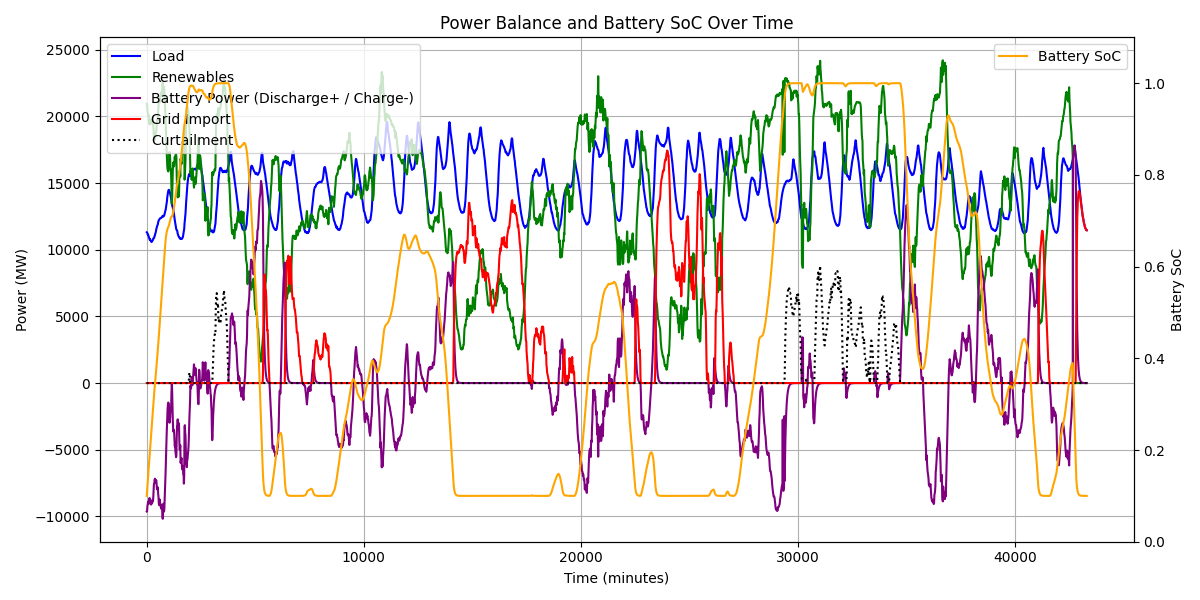 Power Balance and Battery SoC Over Time
Load
Renewables
Battery Power (Discharge+ / Charge-)
Grid Import
Curtailment
Battery SoC
25000
20000
15000
10000
5000
0
−5000
−10000
Power (MW)
1.0
0.8
0.6
0.4
0.2
0.0
Battery SoC
0 10000 20000 30000 40000
Time (minutes)